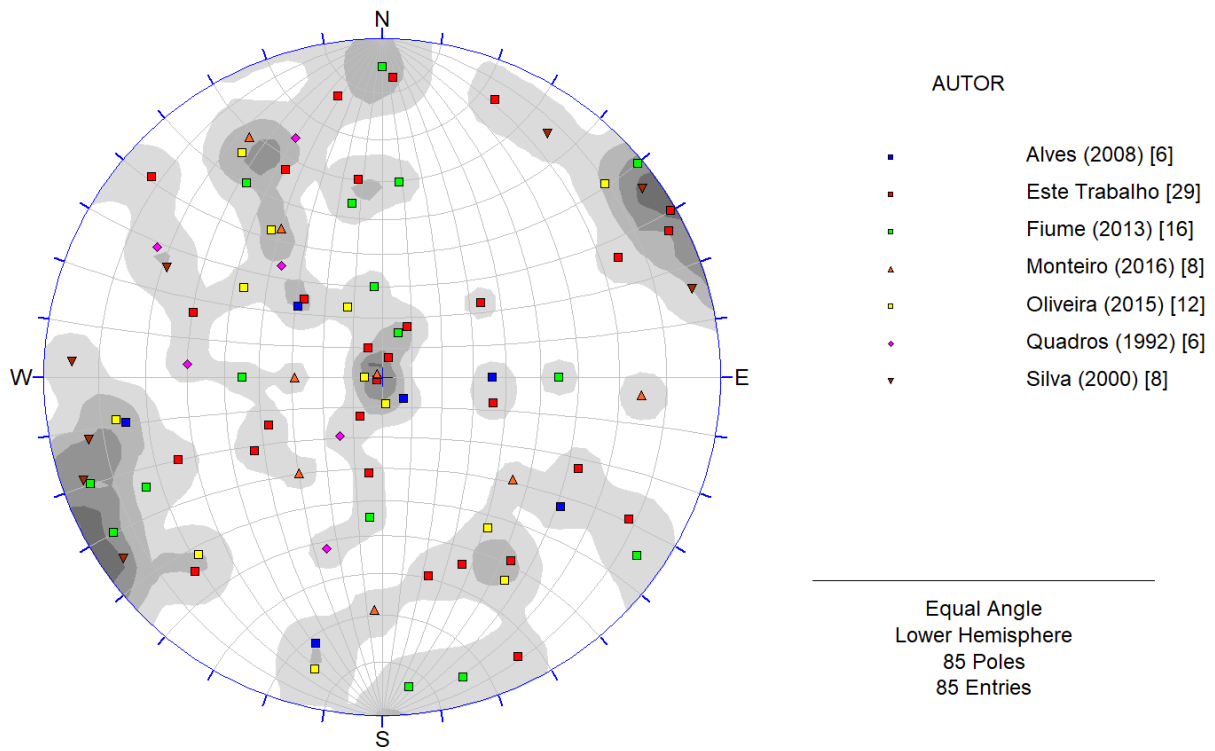 N
W
E
S
AUTOR
Alves (2008) [6]
Este Trabalho [29]
Fiume (2013) [16]
Monteiro (2016) [8]
Oliveira (2015) [12]
Quadros (1992) [6]
Silva (2000) [8]
Equal Angle
Lower Hemisphere
85 Poles
85 Entries